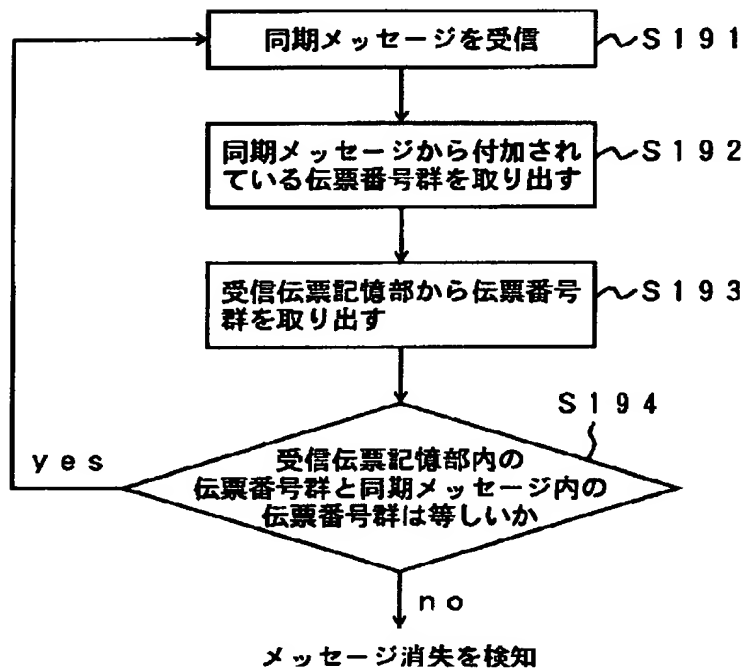 同期メッセージを受信
S191
同期メッセージから付加され
ている伝票番号群を取り出す
S192
受信伝票記憶部から伝票番号
群を取り出す
S193
S194
受信伝票記憶部内の
伝票番号群と同期メッセージ内の
伝票番号群は等しいか
yes
no
メッセージ消失を検知